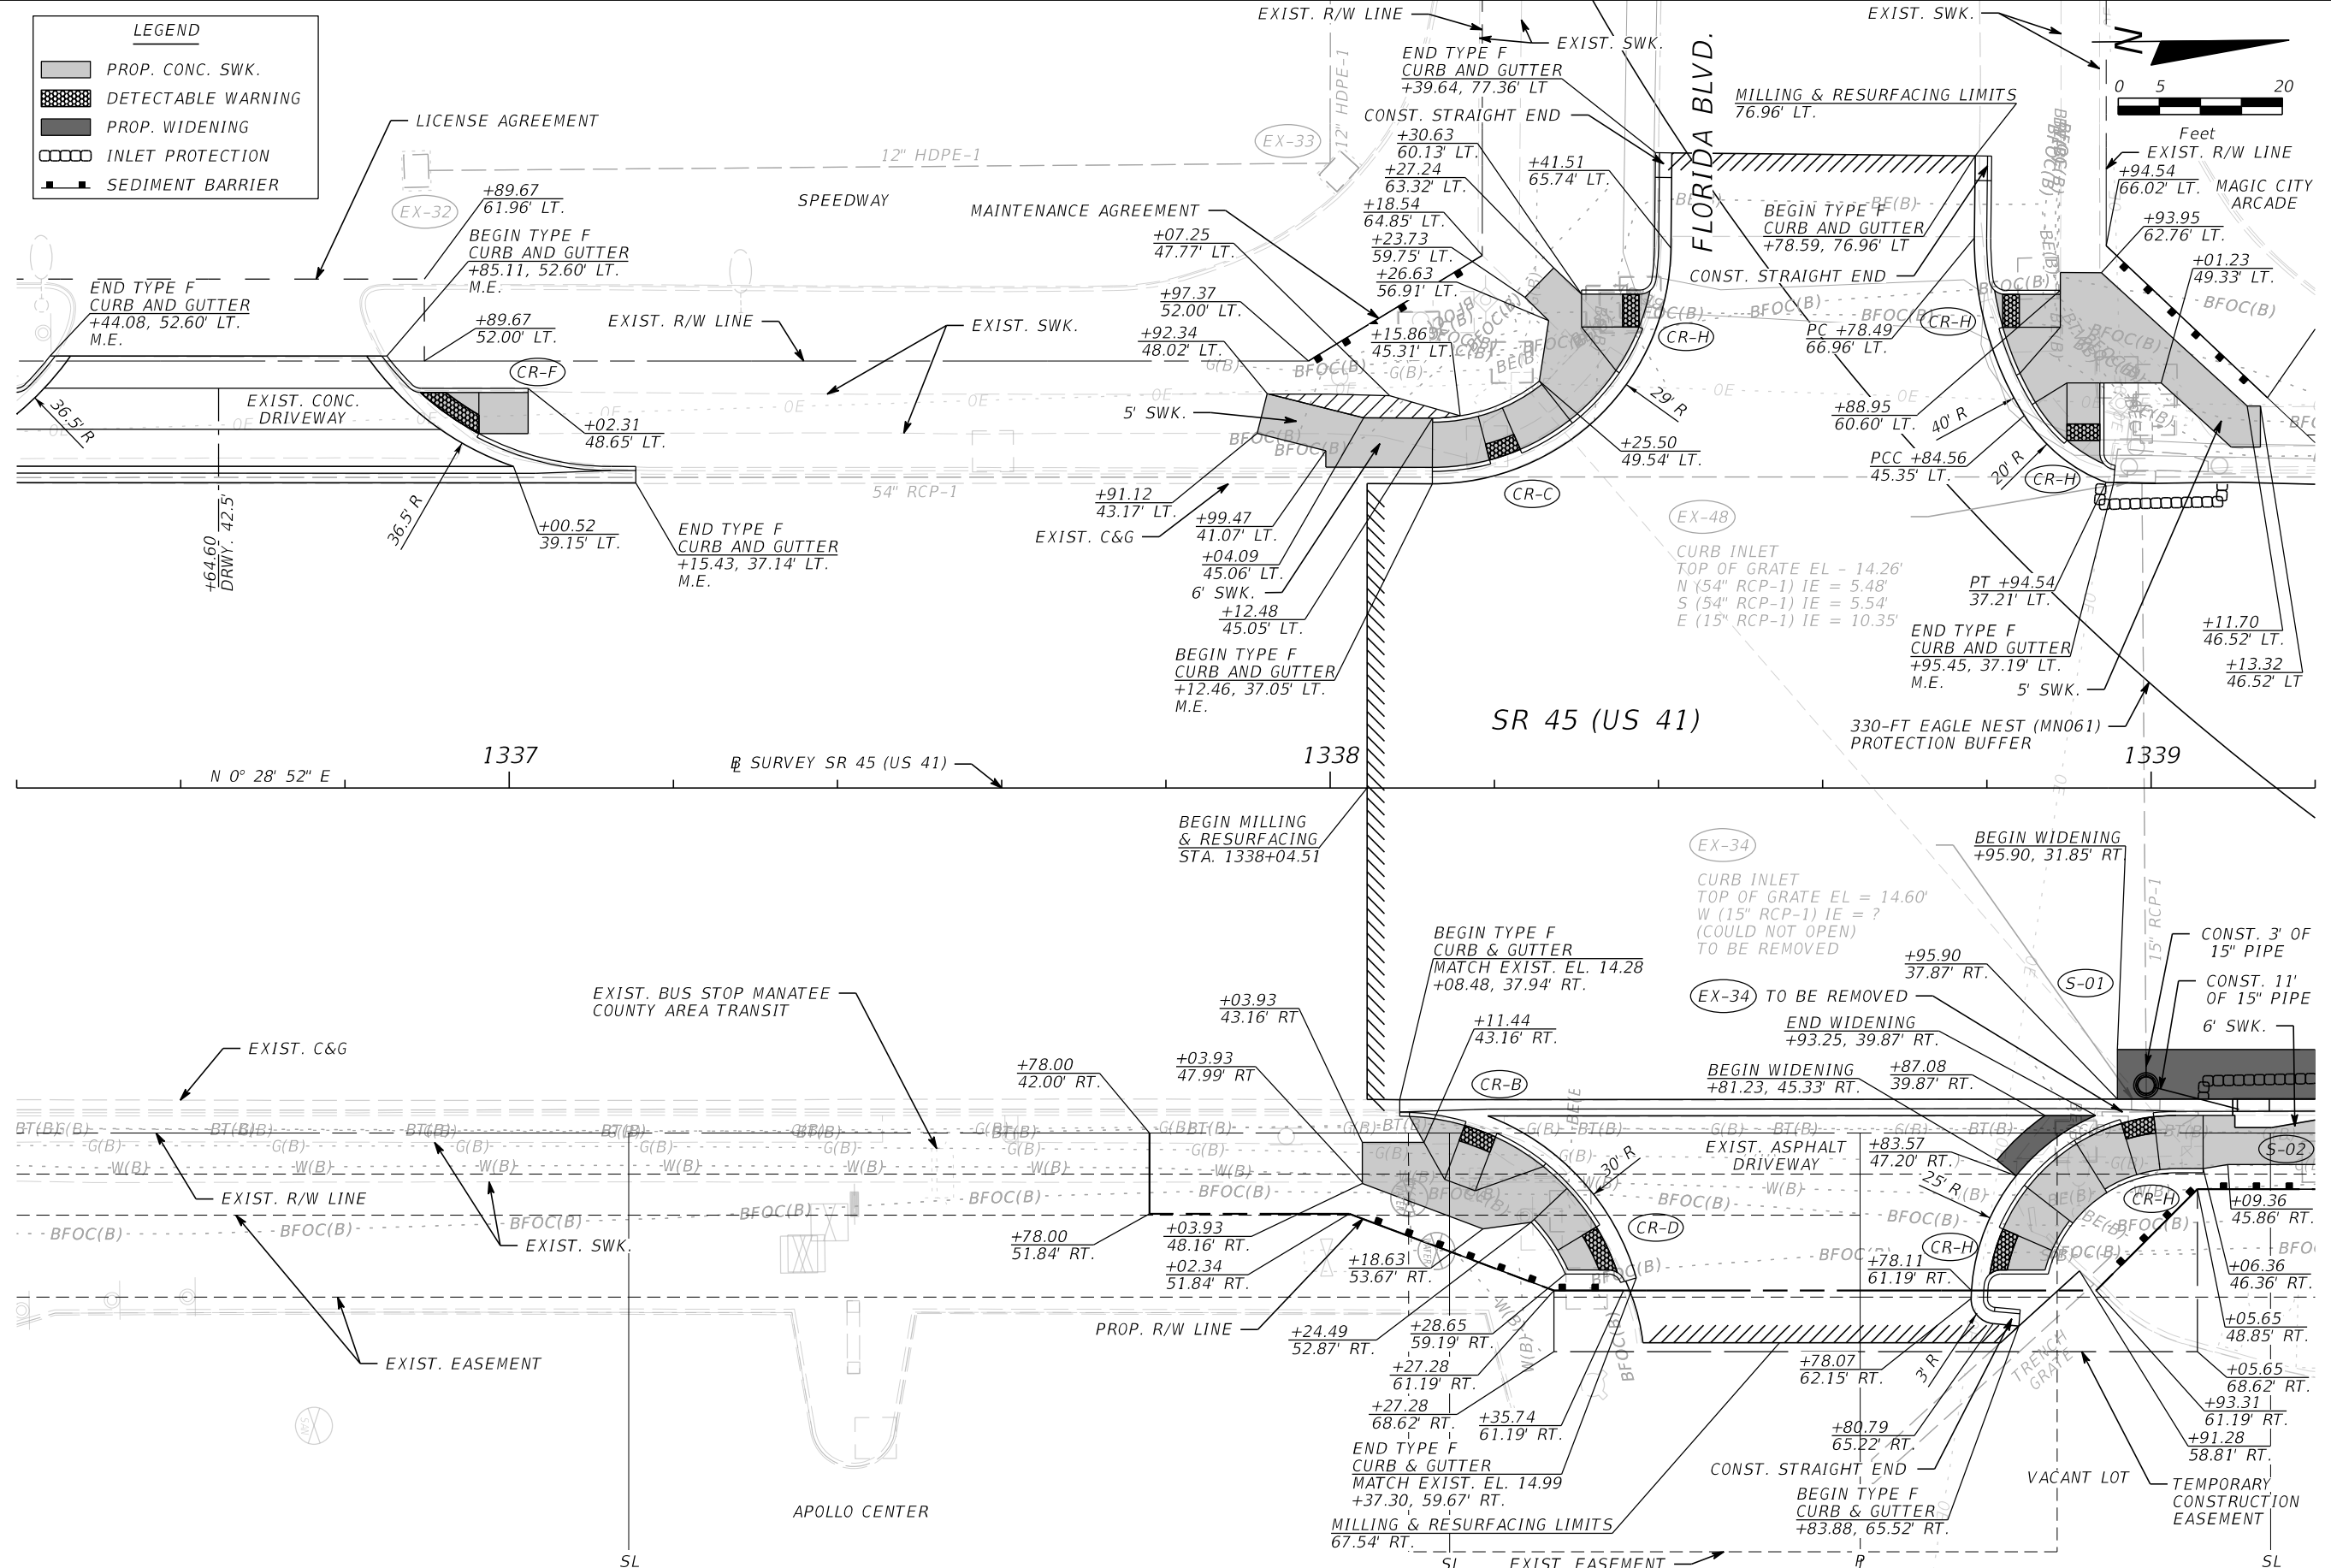 LEGEND
PROP. CONC. SWK.
DETECTABLE WARNING
PROP. WIDENING
INLET PROTECTION
SEDIMENT BARRIER
LICENSE AGREEMENT
EX-32
12" HDPE-1
EX-33
12" HDPE-1
SPEEDWAY
+89.67
61.96' LT.
BEGIN TYPE F
CURB AND GUTTER
+85.11, 52.60' LT.
M.E.
END TYPE F
CURB AND GUTTER
+44.08, 52.60' LT.
M.E.
+89.67
52.00' LT.
CR-F
EXIST. R/W LINE
EXIST. SWK.
EXIST. CONC.
DRIVEWAY
36.5' R
+02.31
48.65' LT.
36.5' R
+00.52
39.15' LT.
+64.60
DRWY. 42.5'
END TYPE F
CURB AND GUTTER
+15.43, 37.14' LT.
M.E.
54" RCP-1
EXIST. R/W LINE
EXIST. SWK.
END TYPE F
CURB AND GUTTER
+39.64, 77.36' LT
CONST. STRAIGHT END
+30.63
60.13' LT.
+27.24
63.32' LT.
+18.54
64.85' LT.
+23.73
59.75' LT.
+26.63
56.91' LT.
+15.86
45.31' LT.
+41.51
65.74' LT.
MAINTENANCE AGREEMENT
+07.25
47.77' LT.
+97.37
52.00' LT.
+92.34
48.02' LT.
5' SWK.
+91.12
43.17' LT.
EXIST. C&G
+99.47
41.07' LT.
+04.09
45.06' LT.
6' SWK.
+12.48
45.05' LT.
BEGIN TYPE F
CURB AND GUTTER
+12.46, 37.05' LT.
M.E.
CR-C
+25.50
49.54' LT.
29' R
CR-H
FLORIDA BLVD.
MILLING & RESURFACING LIMITS
76.96' LT.
BEGIN TYPE F
CURB AND GUTTER
+78.59, 76.96' LT
CONST. STRAIGHT END
PC +78.49
66.96' LT.
CR-H
+88.95
60.60' LT.
40' R
PCC +84.56
45.35' LT.
20' R
CR-H
EXIST. SWK.
N
0 5 20
Feet
EXIST. R/W LINE
+94.54
66.02' LT.
MAGIC CITY
ARCADE
+93.95
62.76' LT.
+01.23
49.33' LT.
PT +94.54
37.21' LT.
END TYPE F
CURB AND GUTTER
+95.45, 37.19' LT.
M.E.
5' SWK.
+11.70
46.52' LT.
+13.32
46.52' LT
330-FT EAGLE NEST (MN061)
PROTECTION BUFFER
EX-48
CURB INLET
TOP OF GRATE EL - 14.26'
N (54" RCP-1) IE = 5.48'
S (54" RCP-1) IE = 5.54'
E (15" RCP-1) IE = 10.35'
SR 45 (US 41)
1337
1338
1339
N 0° 28' 52" E
BL SURVEY SR 45 (US 41)
BEGIN MILLING
& RESURFACING
STA. 1338+04.51
EX-34
CURB INLET
TOP OF GRATE EL = 14.60'
W (15" RCP-1) IE = ?
(COULD NOT OPEN)
TO BE REMOVED
BEGIN WIDENING
+95.90, 31.85' RT.
15" RCP-1
CONST. 3' OF
15" PIPE
CONST. 11'
OF 15" PIPE
6' SWK.
S-01
S-02
+95.90
37.87' RT.
EX-34 TO BE REMOVED
END WIDENING
+93.25, 39.87' RT.
BEGIN WIDENING
+81.23, 45.33' RT.
+87.08
39.87' RT.
BEGIN TYPE F
CURB & GUTTER
MATCH EXIST. EL. 14.28
+08.48, 37.94' RT.
+11.44
43.16' RT.
+03.93
43.16' RT
+03.93
47.99' RT
+78.00
42.00' RT.
EXIST. BUS STOP MANATEE
COUNTY AREA TRANSIT
EXIST. C&G
EXIST. R/W LINE
EXIST. SWK.
EXIST. EASEMENT
CR-B
EXIST. ASPHALT
DRIVEWAY
30' R
CR-D
+83.57
47.20' RT.
25' R
CR-H
CR-H
+78.11
61.19' RT.
+09.36
45.86' RT.
+06.36
46.36' RT.
+05.65
48.85' RT.
+05.65
68.62' RT.
+93.31
61.19' RT.
+91.28
58.81' RT.
+78.00
51.84' RT.
+03.93
48.16' RT.
+02.34
51.84' RT.
+18.63
53.67' RT.
PROP. R/W LINE
+24.49
52.87' RT.
+28.65
59.19' RT.
+27.28
61.19' RT.
+27.28
68.62' RT.
+35.74
61.19' RT.
END TYPE F
CURB & GUTTER
MATCH EXIST. EL. 14.99
+37.30, 59.67' RT.
MILLING & RESURFACING LIMITS
67.54' RT.
+78.07
62.15' RT.
3' R
+80.79
65.22' RT.
CONST. STRAIGHT END
BEGIN TYPE F
CURB & GUTTER
+83.88, 65.52' RT.
TRENCH
GRATE
VACANT LOT
TEMPORARY
CONSTRUCTION
EASEMENT
APOLLO CENTER
EXIST. EASEMENT
SL
SL
SL